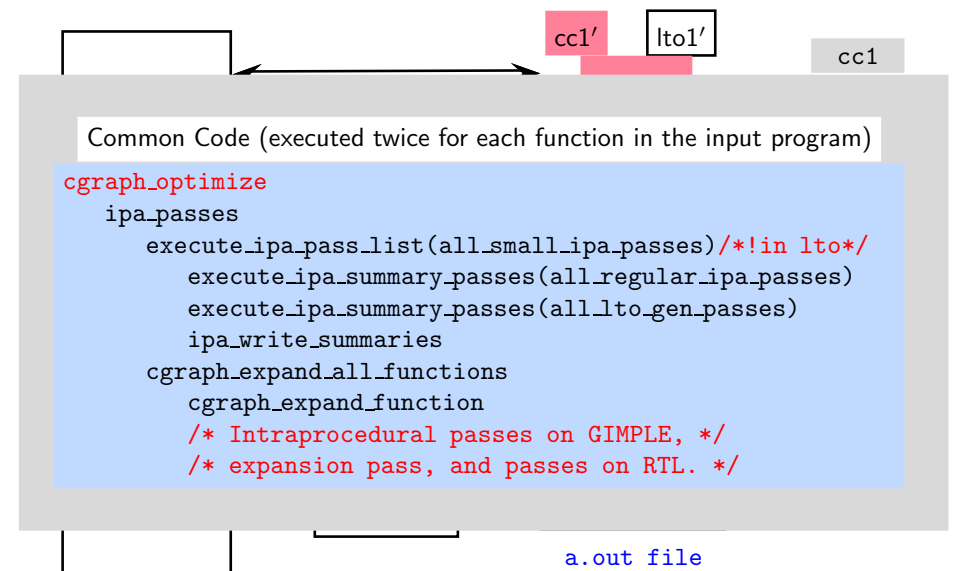 cc1′
lto1′
cc1
Common Code (executed twice for each function in the input program)
cgraph_optimize
ipa_passes
execute_ipa_pass_list(all_small_ipa_passes)/*!in lto*/
execute_ipa_summary_passes(all_regular_ipa_passes)
execute_ipa_summary_passes(all_lto_gen_passes)
ipa_write_summaries
cgraph_expand_all_functions
cgraph_expand_function
/* Intraprocedural passes on GIMPLE, */
/* expansion pass, and passes on RTL. */
a.out file